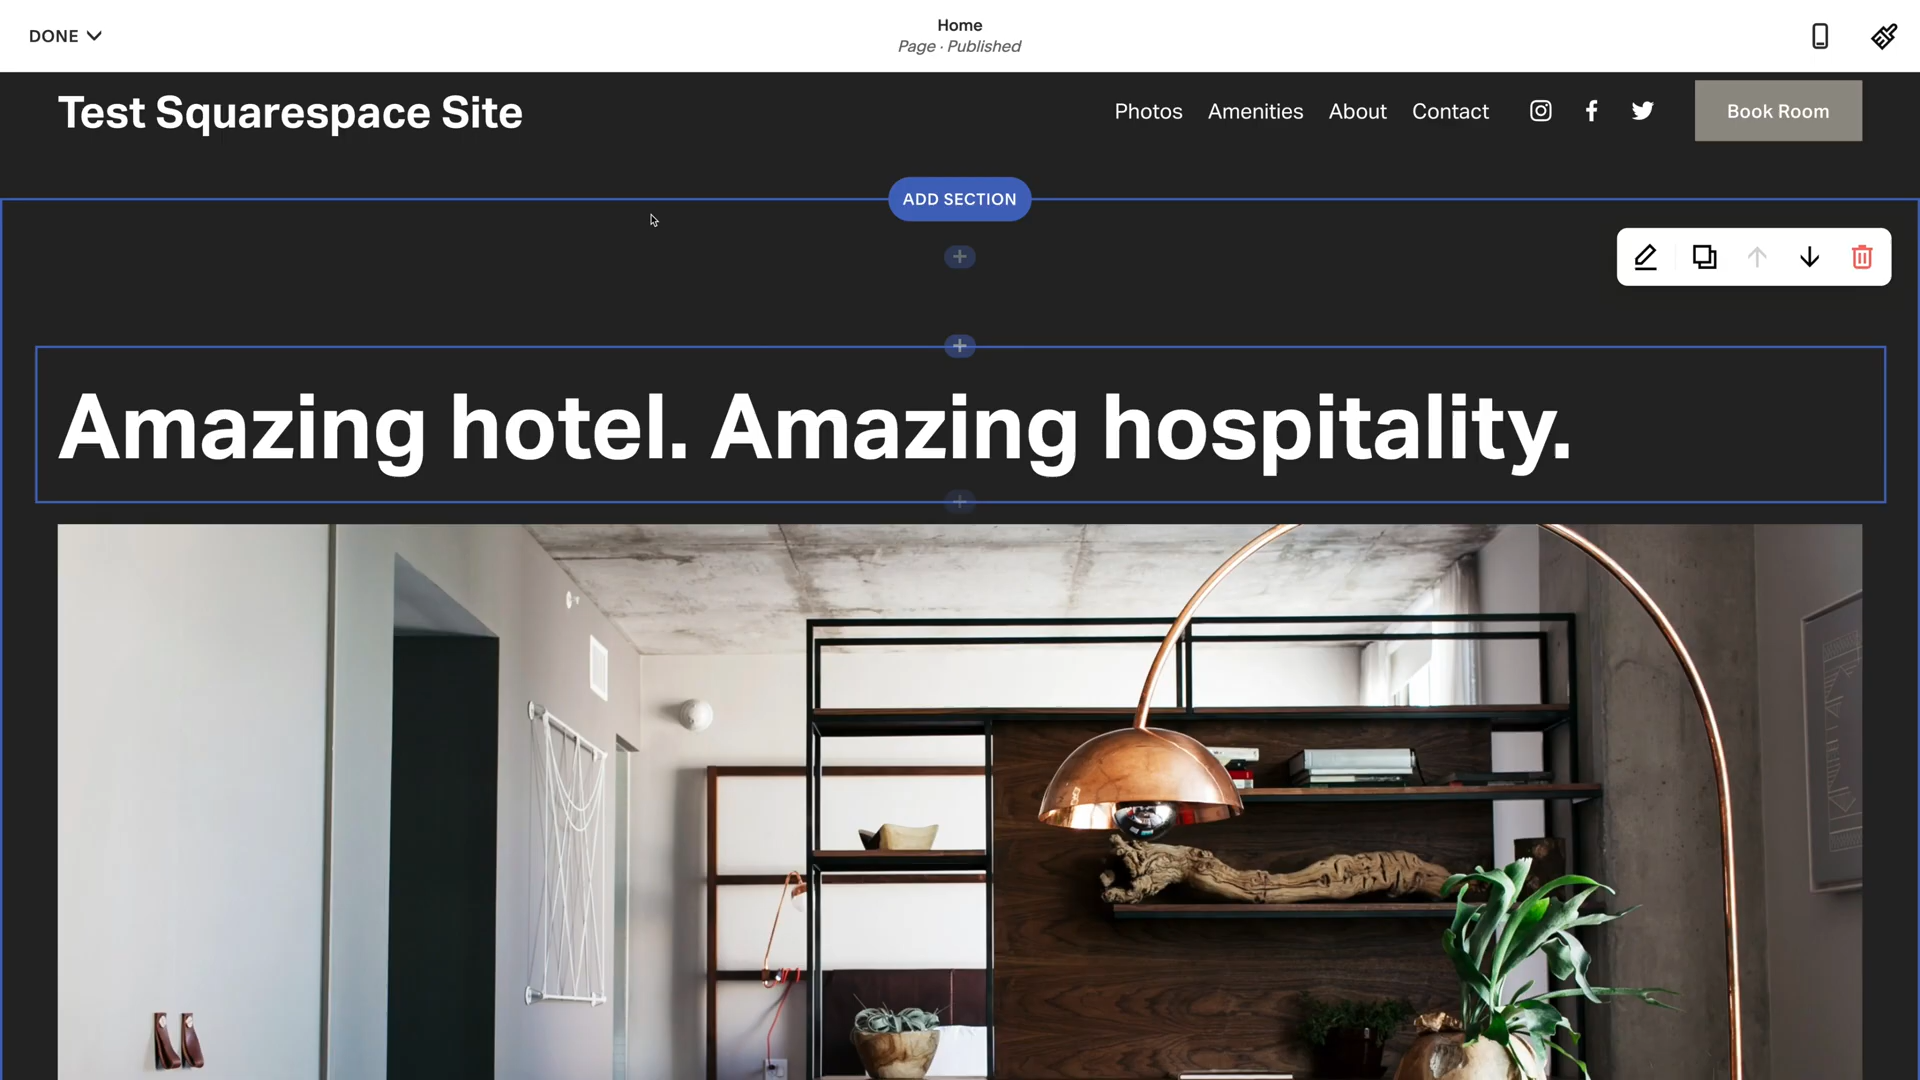 DONE
Home
Page · Published
Test Squarespace Site
Photos Amenities About Contact
Book Room
ADD SECTION
Amazing hotel. Amazing hospitality.